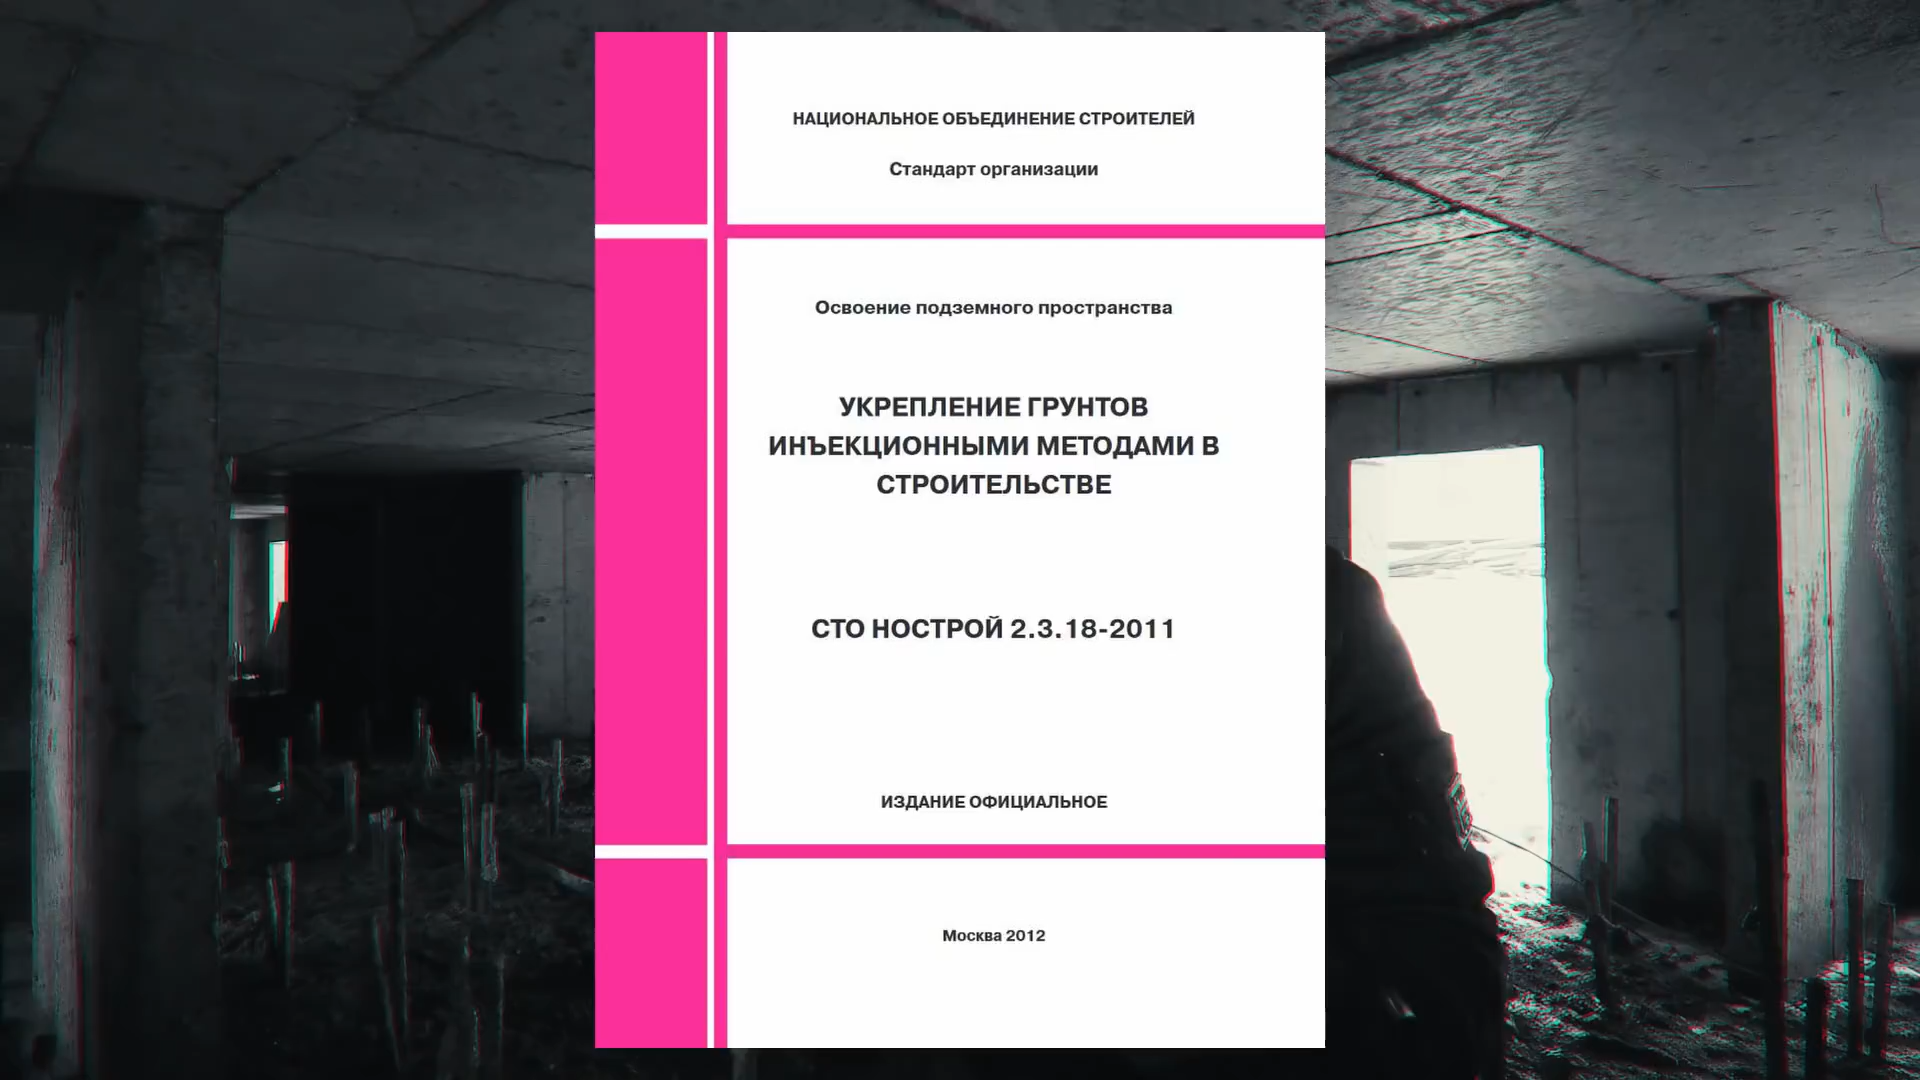 НАЦИОНАЛЬНОЕ ОБЪЕДИНЕНИЕ СТРОИТЕЛЕЙ
Стандарт организации
Освоение подземного пространства
УКРЕПЛЕНИЕ ГРУНТОВ
ИНЪЕКЦИОННЫМИ МЕТОДАМИ В
СТРОИТЕЛЬСТВЕ
СТО НОСТРОЙ 2.3.18-2011
ИЗДАНИЕ ОФИЦИАЛЬНОЕ
Москва 2012